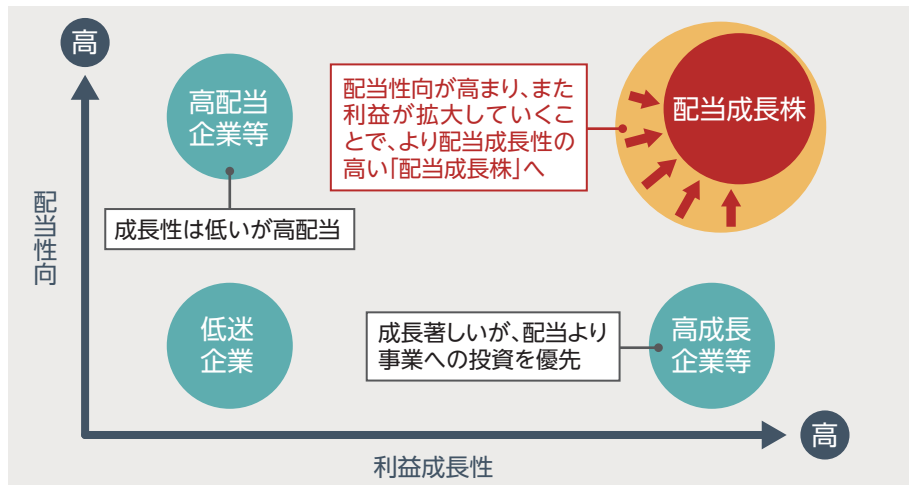 高
高配当
企業等
配当性向が高まり、また
利益が拡大していくこ
とで、より配当成長性の
高い「配当成長株」へ
配当成長株
成長性は低いが高配当
配当性向
低迷
企業
成長著しいが、配当より
事業への投資を優先
高成長
企業等
高
利益成長性